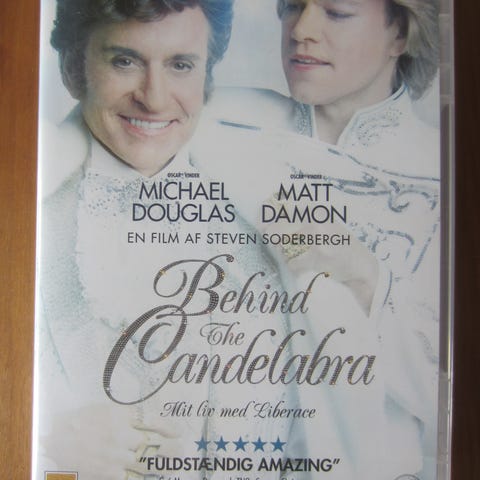 OSCAR®-VINDER OSCAR®-VINDER
MICHAEL MATT
DOUGLAS DAMON
EN FILM AF STEVEN SODERBERGH
Behind
The
Candelabra
Mit liv med Liberace
"FULDSTÆNDIG AMAZING"